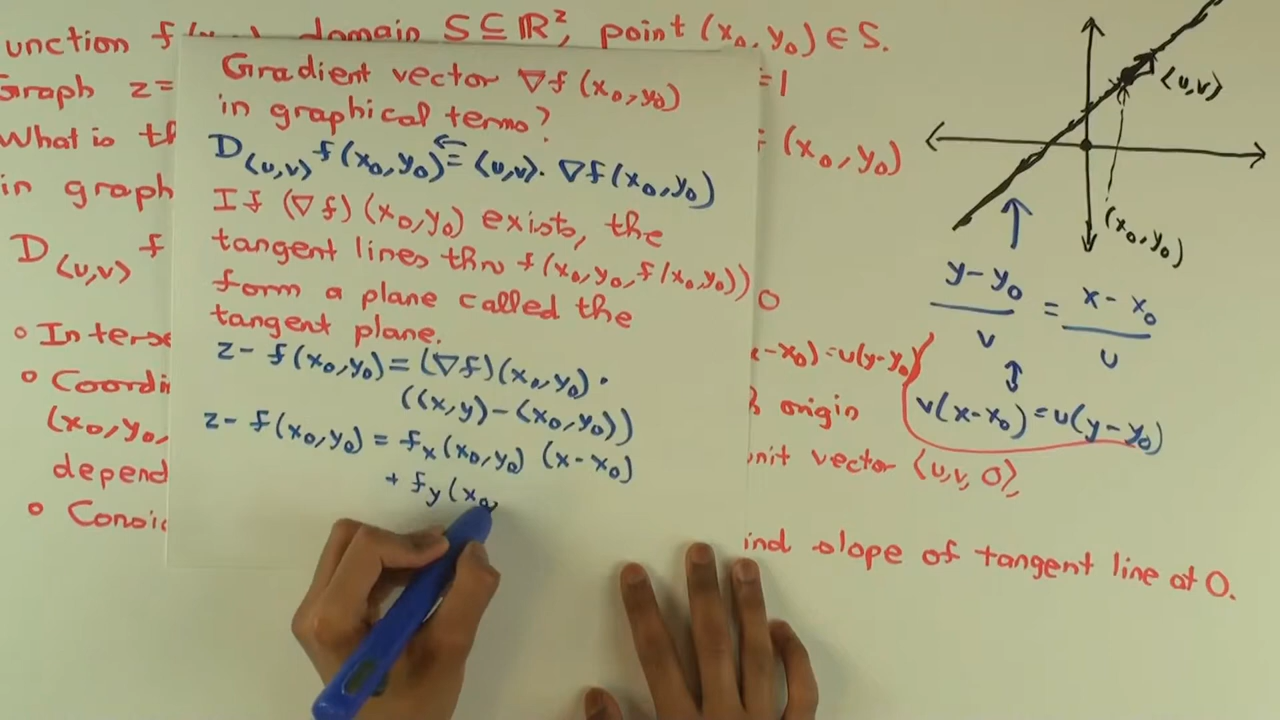 unction f domain S⊆ℝ², point (x₀,y₀)∈S.
Graph z= =1
What is th f (x₀,y₀)
in graph
D⟨u,v⟩ f
Interse
Coordi
(x₀,y₀,
depend
Consid
Gradient vector ∇f(x₀,y₀)
in graphical terms?
D⟨u,v⟩f(x₀,y₀) = ⟨u,v⟩·∇f(x₀,y₀)
If (∇f)(x₀,y₀) exists, the
tangent lines thru f(x₀,y₀,f(x₀,y₀))
form a plane called the
tangent plane.
z-f(x₀,y₀)=(∇f)(x₀,y₀)·
(⟨x,y⟩-⟨x₀,y₀⟩)
z-f(x₀,y₀)=fₓ(x₀,y₀)(x-x₀)
+ f_y(x₀,
0
x-x₀)=u(y-y₀)
origin
nit vector ⟨u,v,0⟩,
ind slope of tangent line at 0.
⟨u,v⟩
(x₀,y₀)
y-y₀/v = x-x₀/u
v(x-x₀)=u(y-y₀)